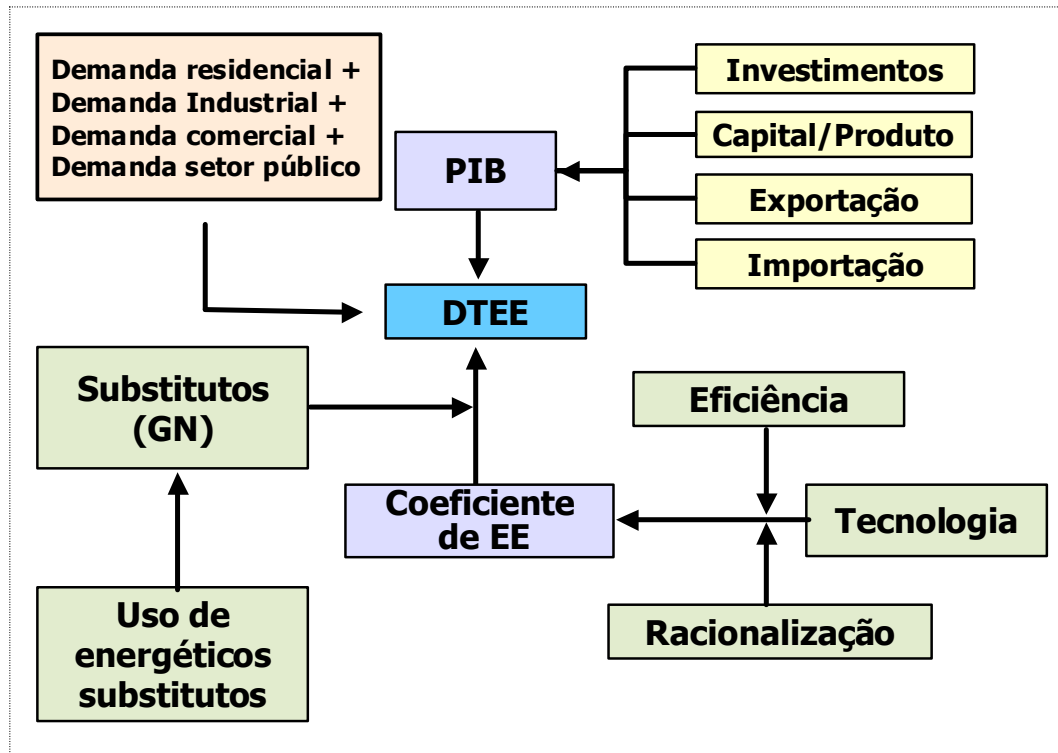 Demanda residencial +
Demanda Industrial +
Demanda comercial +
Demanda setor público
PIB
Investimentos
Capital/Produto
Exportação
Importação
DTEE
Substitutos
(GN)
Eficiência
Coeficiente
de EE
Tecnologia
Uso de
energéticos
substitutos
Racionalização